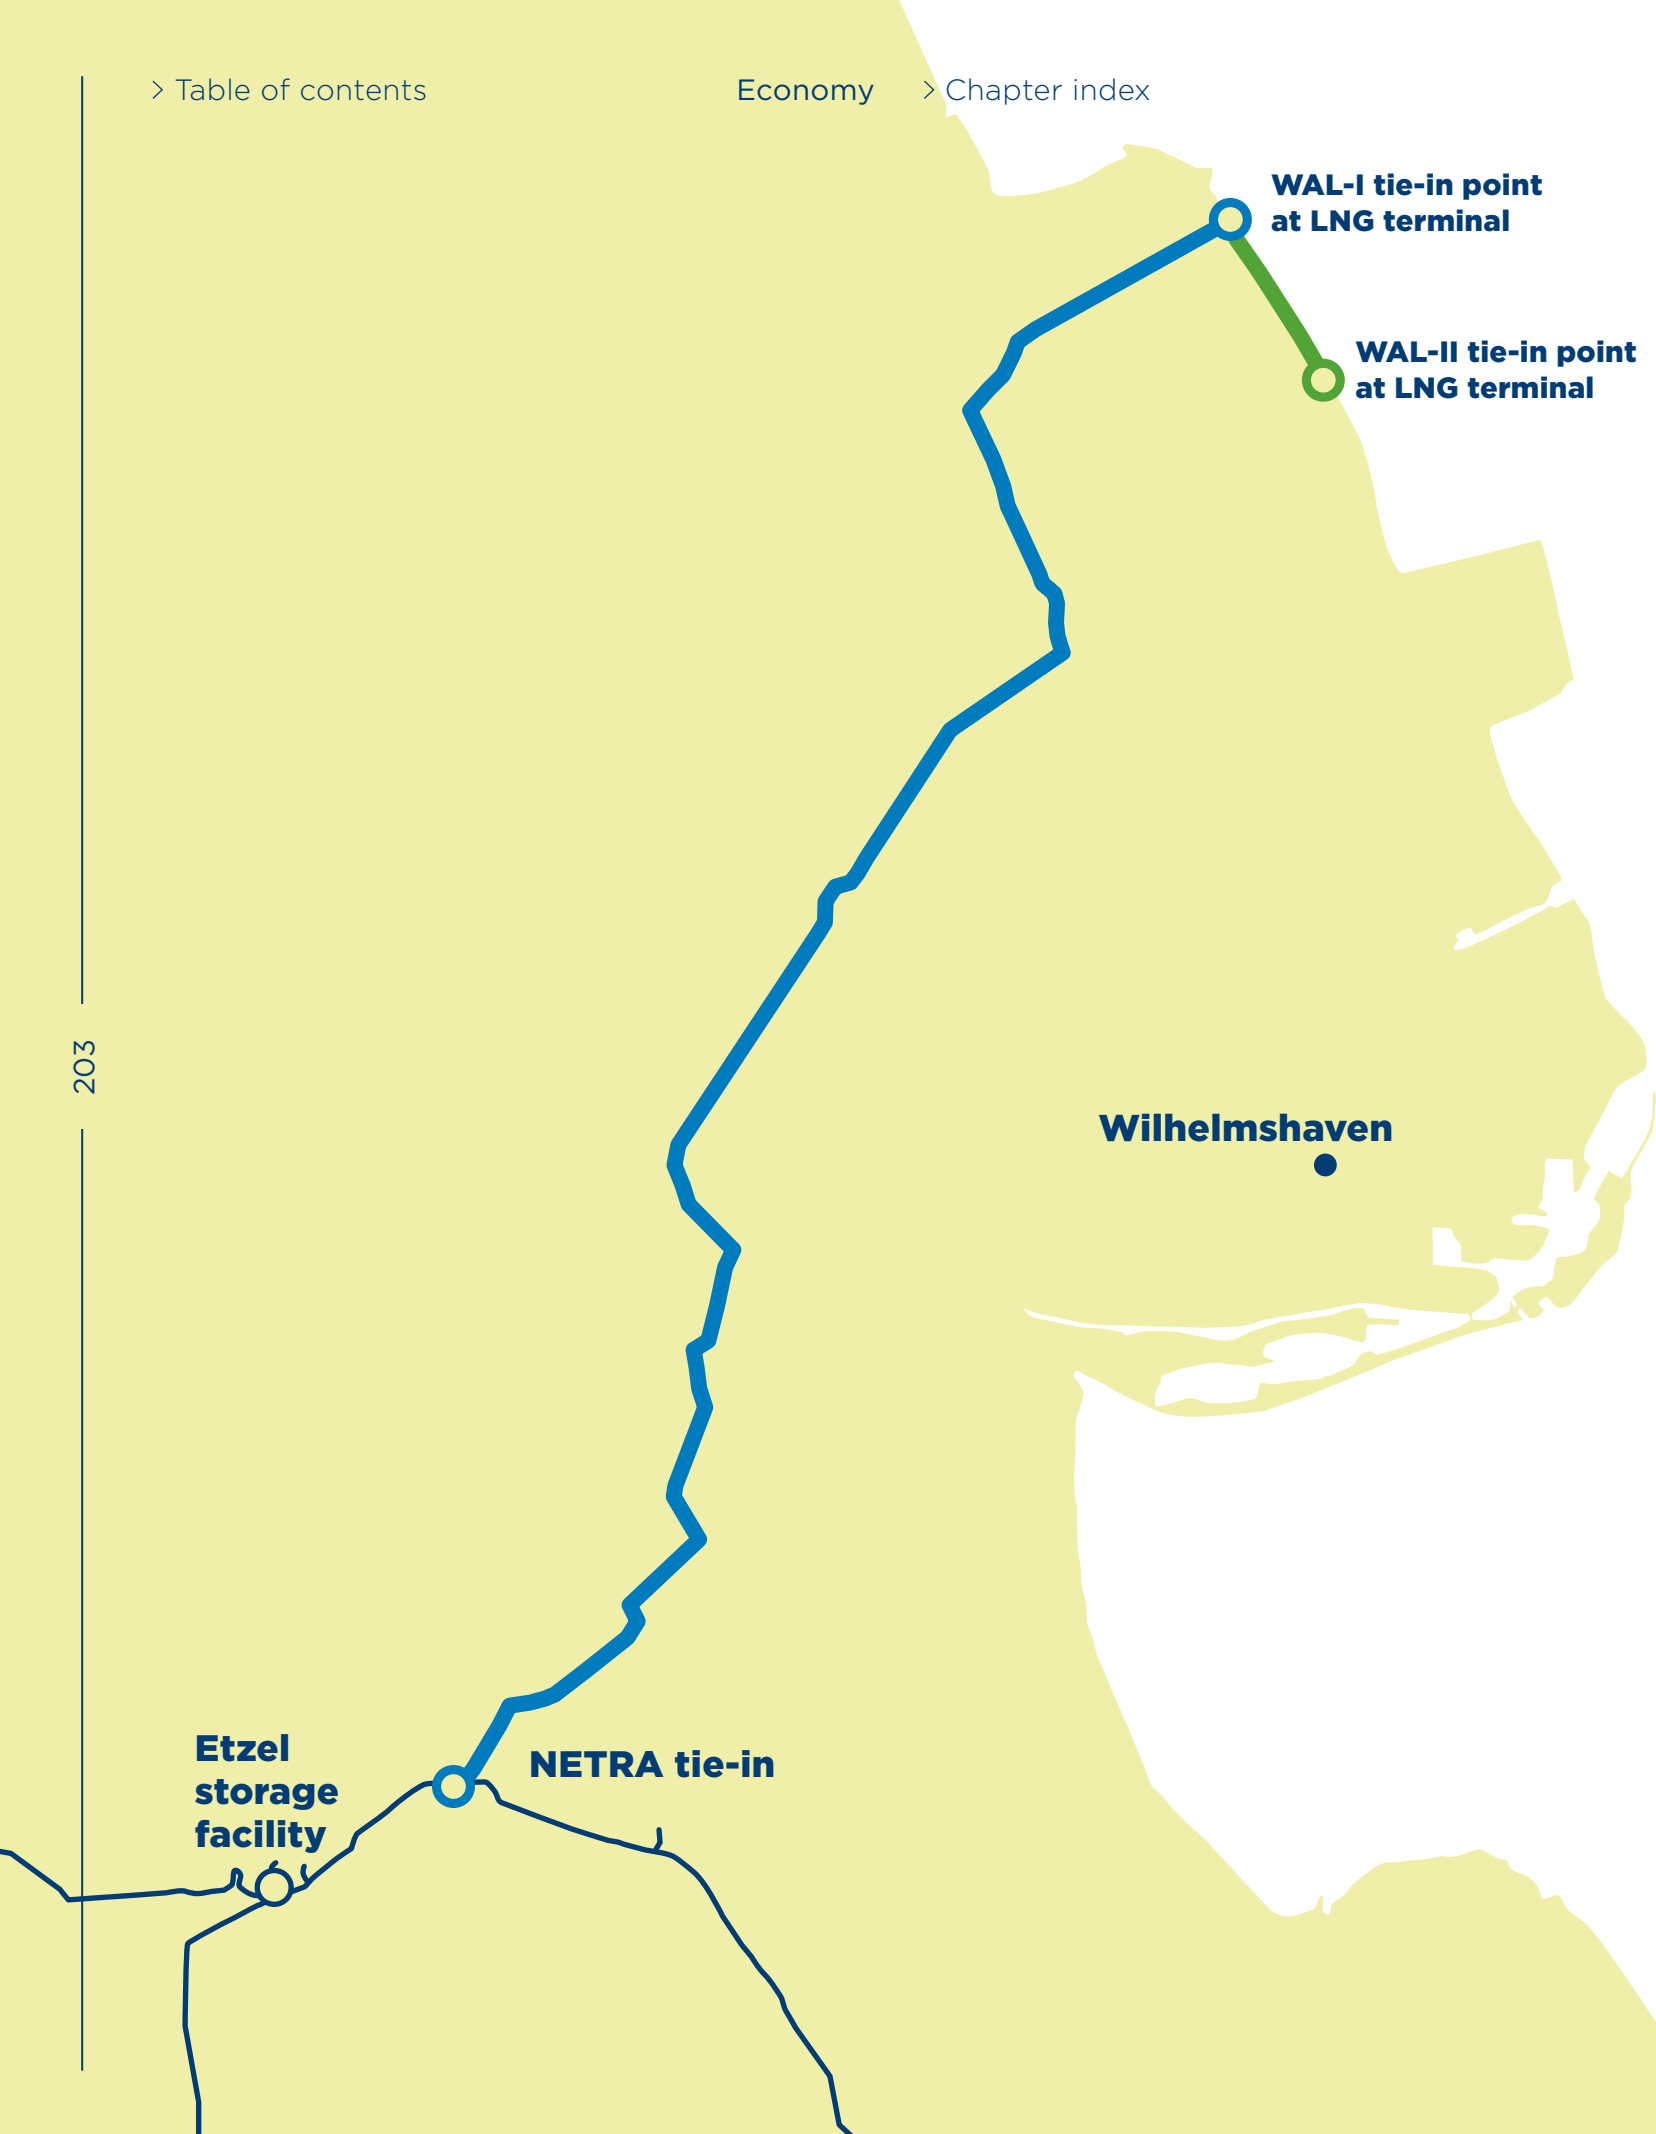 > Table of contents
Economy
> Chapter index
WAL-I tie-in point
at LNG terminal
WAL-II tie-in point
at LNG terminal
203
Wilhelmshaven
Etzel
storage
facility
NETRA tie-in